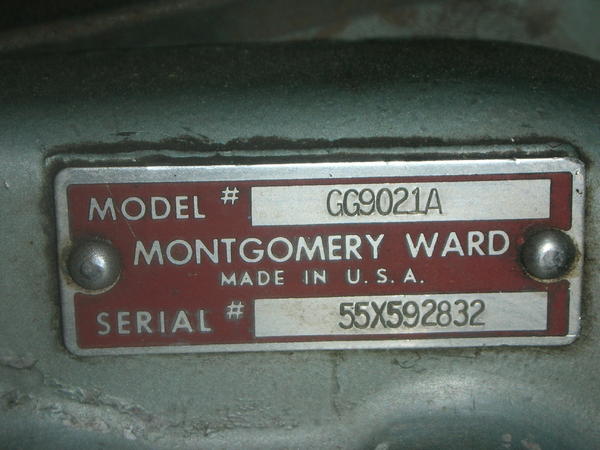 MODEL # GG9021A
MONTGOMERY WARD
MADE IN U.S.A.
SERIAL # 55X592832